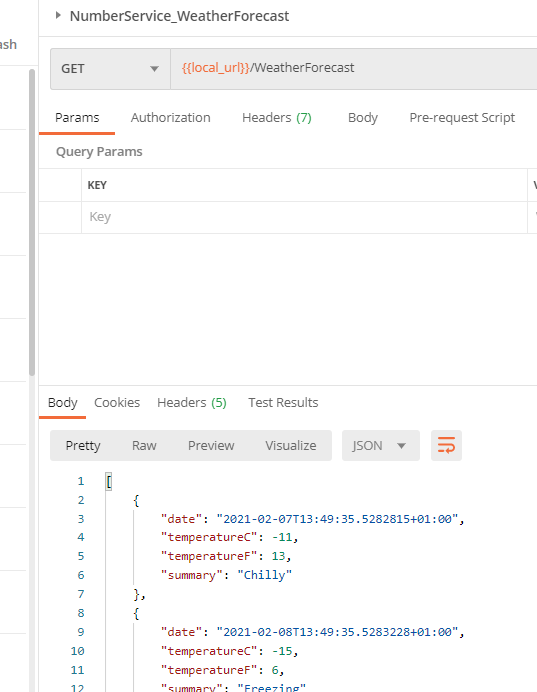 NumberService_WeatherForecast
GET {{local_url}}/WeatherForecast
Params Authorization Headers (7) Body Pre-request Script
Query Params
KEY
Key
Body Cookies Headers (5) Test Results
Pretty Raw Preview Visualize JSON
1 [
2 {
3 "date": "2021-02-07T13:49:35.5282815+01:00",
4 "temperatureC": -11,
5 "temperatureF": 13,
6 "summary": "Chilly"
7 },
8 {
9 "date": "2021-02-08T13:49:35.5283228+01:00",
10 "temperatureC": -15,
11 "temperatureF": 6,
12 "summary": "Freezing"